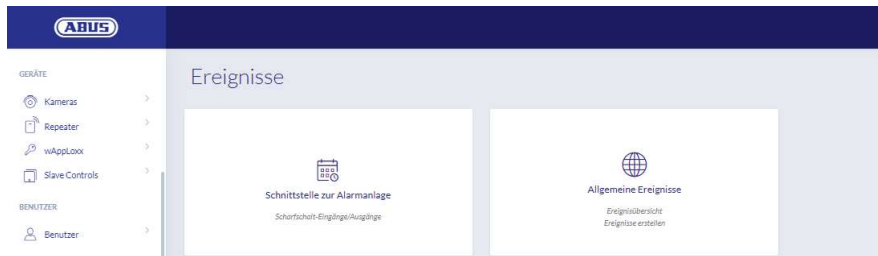 ABUS
GERÄTE
Kameras
Repeater
wAppLoxx
Slave Controls
BENUTZER
Benutzer
Ereignisse
Schnittstelle zur Alarmanlage
Scharfschalt-Eingänge/Ausgänge
Allgemeine Ereignisse
Ereignisübersicht
Ereignisse erstellen